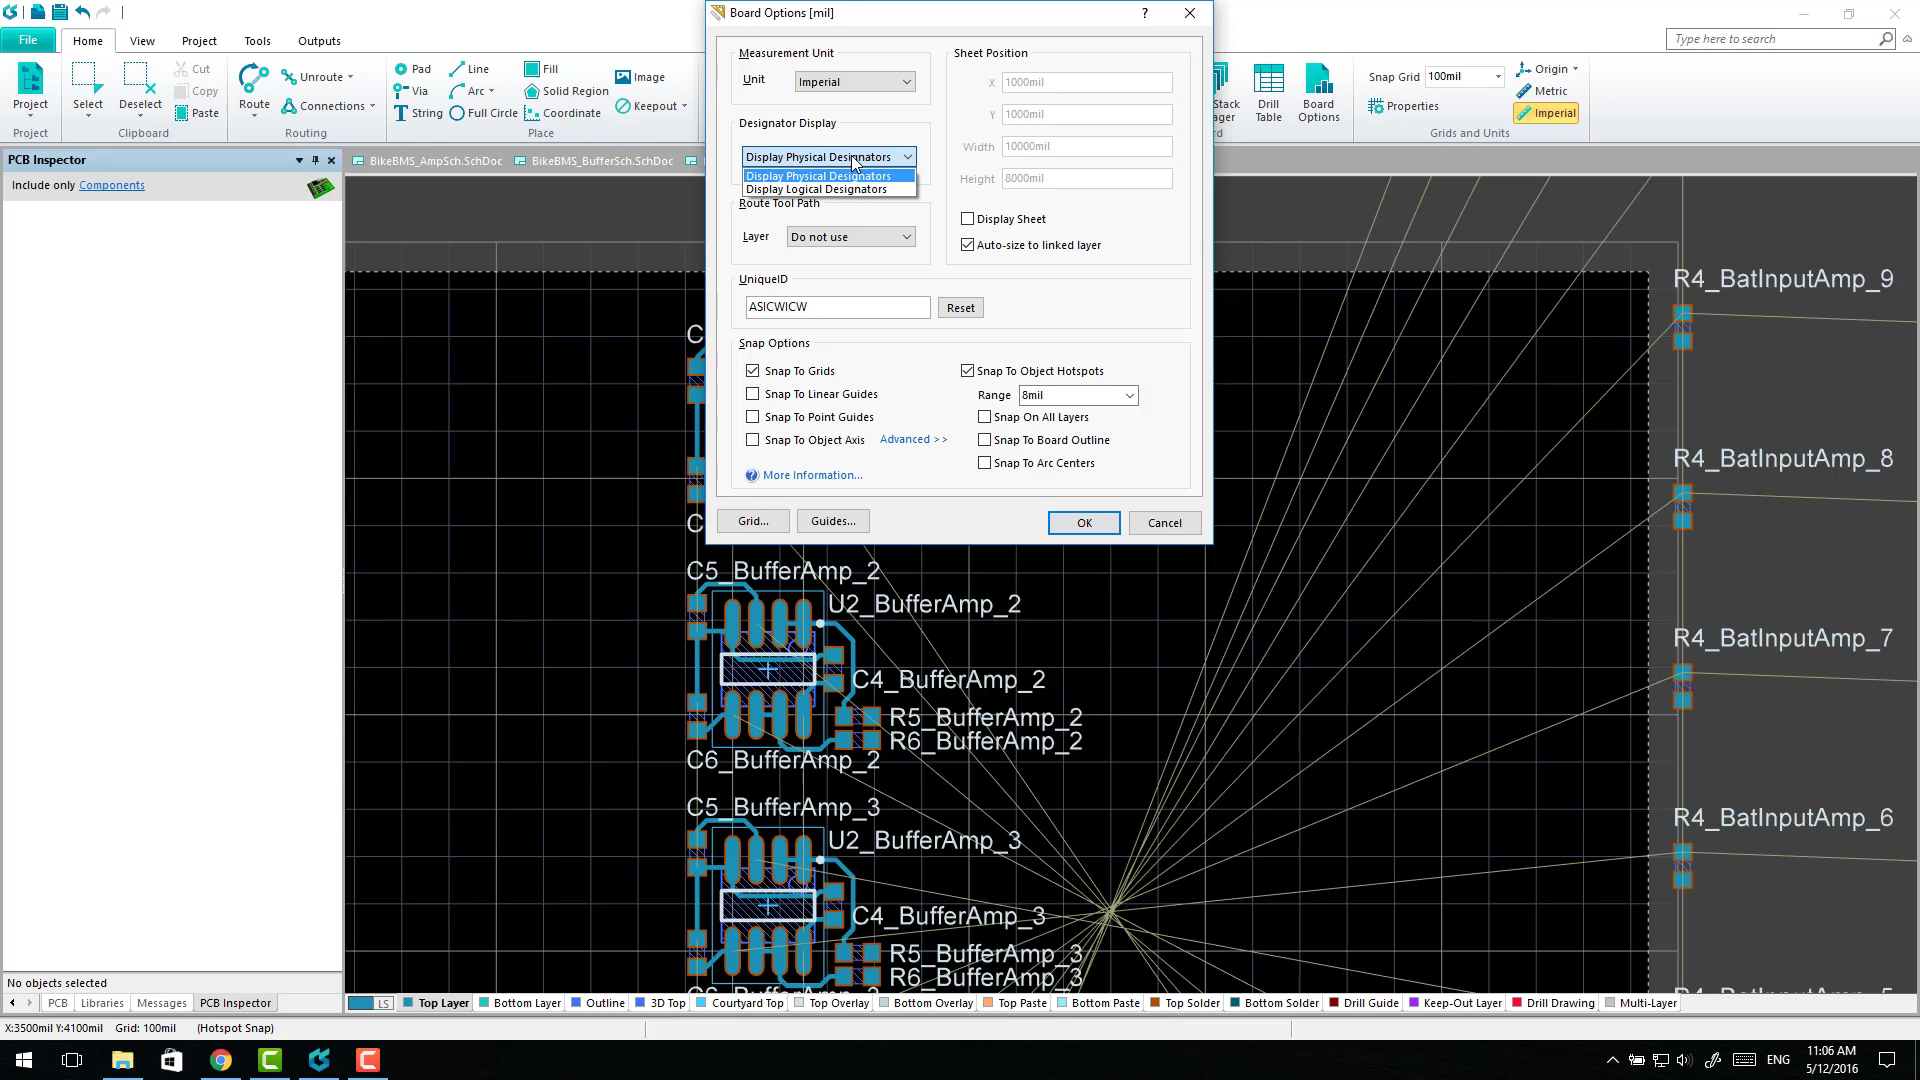 Board Options [mil]
?
File
Home
View
Project
Tools
Outputs
Type here to search
Project
Project
Select
Deselect
Cut
Copy
Paste
Clipboard
Route
Unroute
Connections
Routing
Pad
Via
String
Line
Arc
Full Circle
Fill
Solid Region
Coordinate
Image
Keepout
Place
Drill
Table
Board
Options
Snap Grid
100mil
Properties
Origin
Metric
Imperial
Grids and Units
PCB Inspector
Include only Components
BikeBMS_AmpSch.SchDoc
BikeBMS_BufferSch.SchDoc
Measurement Unit
Unit
Imperial
Designator Display
Display Physical Designators
Display Physical Designators
Display Logical Designators
Route Tool Path
Layer
Do not use
Sheet Position
X
1000mil
Y
1000mil
Width
10000mil
Height
8000mil
Display Sheet
Auto-size to linked layer
UniqueID
ASICWICW
Reset
Snap Options
Snap To Grids
Snap To Linear Guides
Snap To Point Guides
Snap To Object Axis
Advanced >>
More Information...
Snap To Object Hotspots
Range
8mil
Snap On All Layers
Snap To Board Outline
Snap To Arc Centers
Grid...
Guides...
OK
Cancel
C5_BufferAmp_2
U2_BufferAmp_2
C4_BufferAmp_2
R5_BufferAmp_2
R6_BufferAmp_2
C6_BufferAmp_2
C5_BufferAmp_3
U2_BufferAmp_3
C4_BufferAmp_3
R5_BufferAmp_3
R6_BufferAmp_3
R4_BatInputAmp_9
R4_BatInputAmp_8
R4_BatInputAmp_7
R4_BatInputAmp_6
No objects selected
PCB
Libraries
Messages
PCB Inspector
LS
Top Layer
Bottom Layer
Outline
3D Top
Courtyard Top
Top Overlay
Bottom Overlay
Top Paste
Bottom Paste
Top Solder
Bottom Solder
Drill Guide
Keep-Out Layer
Drill Drawing
Multi-Layer
X:3500mil Y:4100mil
Grid: 100mil
(Hotspot Snap)
ENG
11:06 AM
5/12/2016